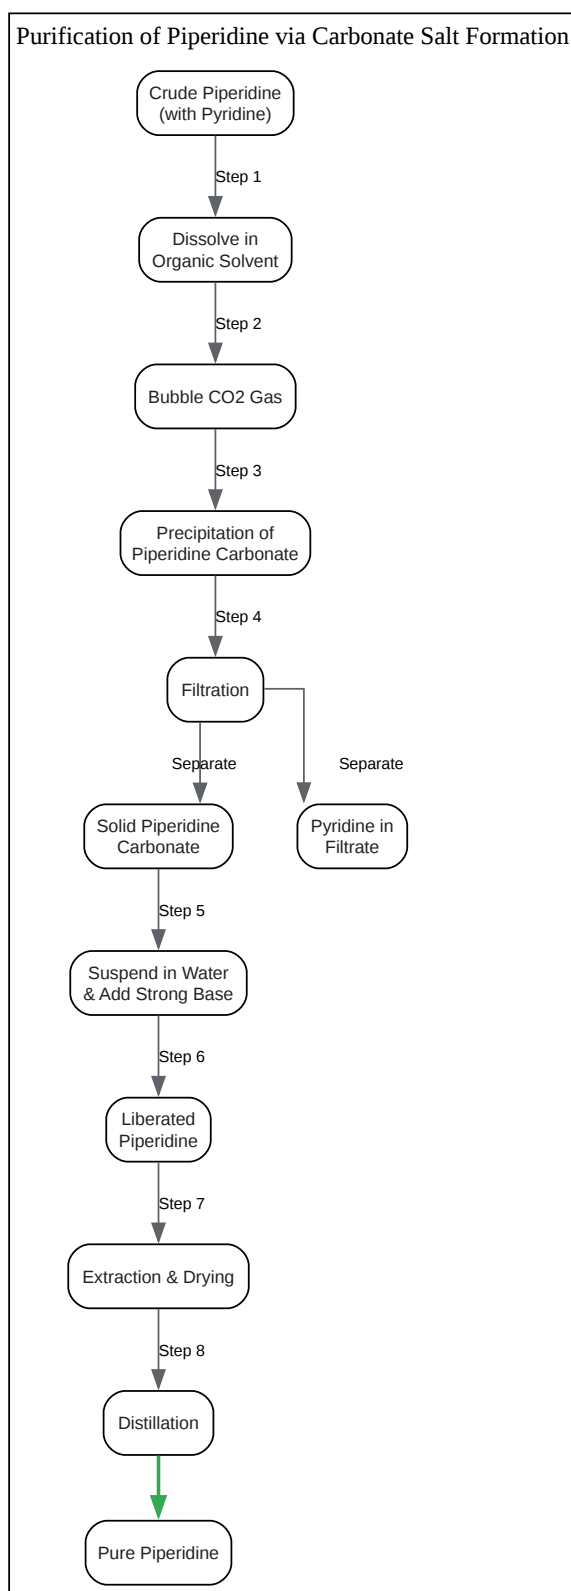 Purification of Piperidine via Carbonate Salt Formation
Crude Piperidine
(with Pyridine)
Step 1
Dissolve in
Organic Solvent
Step 2
Bubble CO2 Gas
Step 3
Precipitation of
Piperidine Carbonate
Step 4
Filtration
Separate
Separate
Solid Piperidine
Carbonate
Pyridine in
Filtrate
Step 5
Suspend in Water
& Add Strong Base
Step 6
Liberated
Piperidine
Step 7
Extraction & Drying
Step 8
Distillation
Pure Piperidine